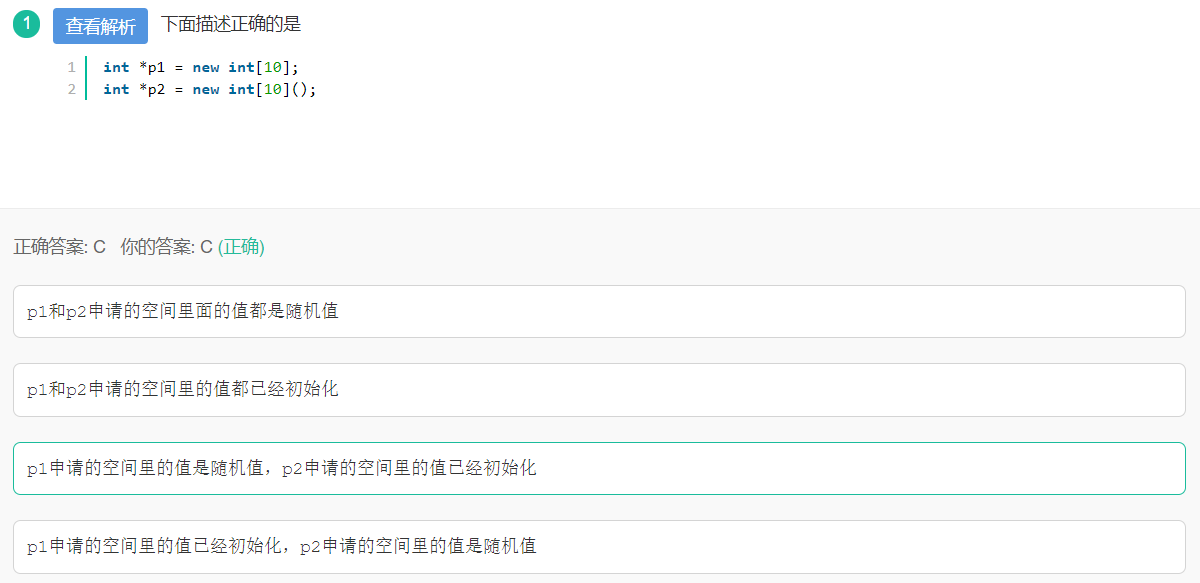 1 查看解析 下面描述正确的是
1 int *p1 = new int[10];
2 int *p2 = new int[10]();
正确答案: C 你的答案: C (正确)
p1和p2申请的空间里面的值都是随机值
p1和p2申请的空间里的值都已经初始化
p1申请的空间里的值是随机值，p2申请的空间里的值已经初始化
p1申请的空间里的值已经初始化，p2申请的空间里的值是随机值